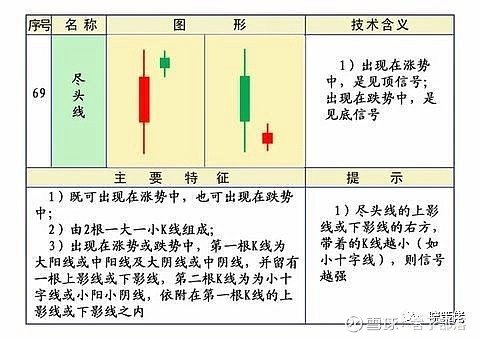 序号 名称 图 形 技术含义
69
尽头线
1）出现在涨势
中，是见顶信号；
出现在跌势中，是
见底信号
主 要 特 征
提 示
1）既可出现在涨势中，也可出现在跌势
中；
2）由2根一大一小K线组成；
3）出现在涨势或跌势中，第一根K线为
大阳线或中阳线及大阴线或中阴线，并留有
一根上影线或下影线，第二根K线为为小十
字线或小阳小阴线，依附在第一根K线的上
影线或下影线之内
1）尽头线的上影
线或下影线的右方，
带着的K线越小（如
小十字线），则信号
越强